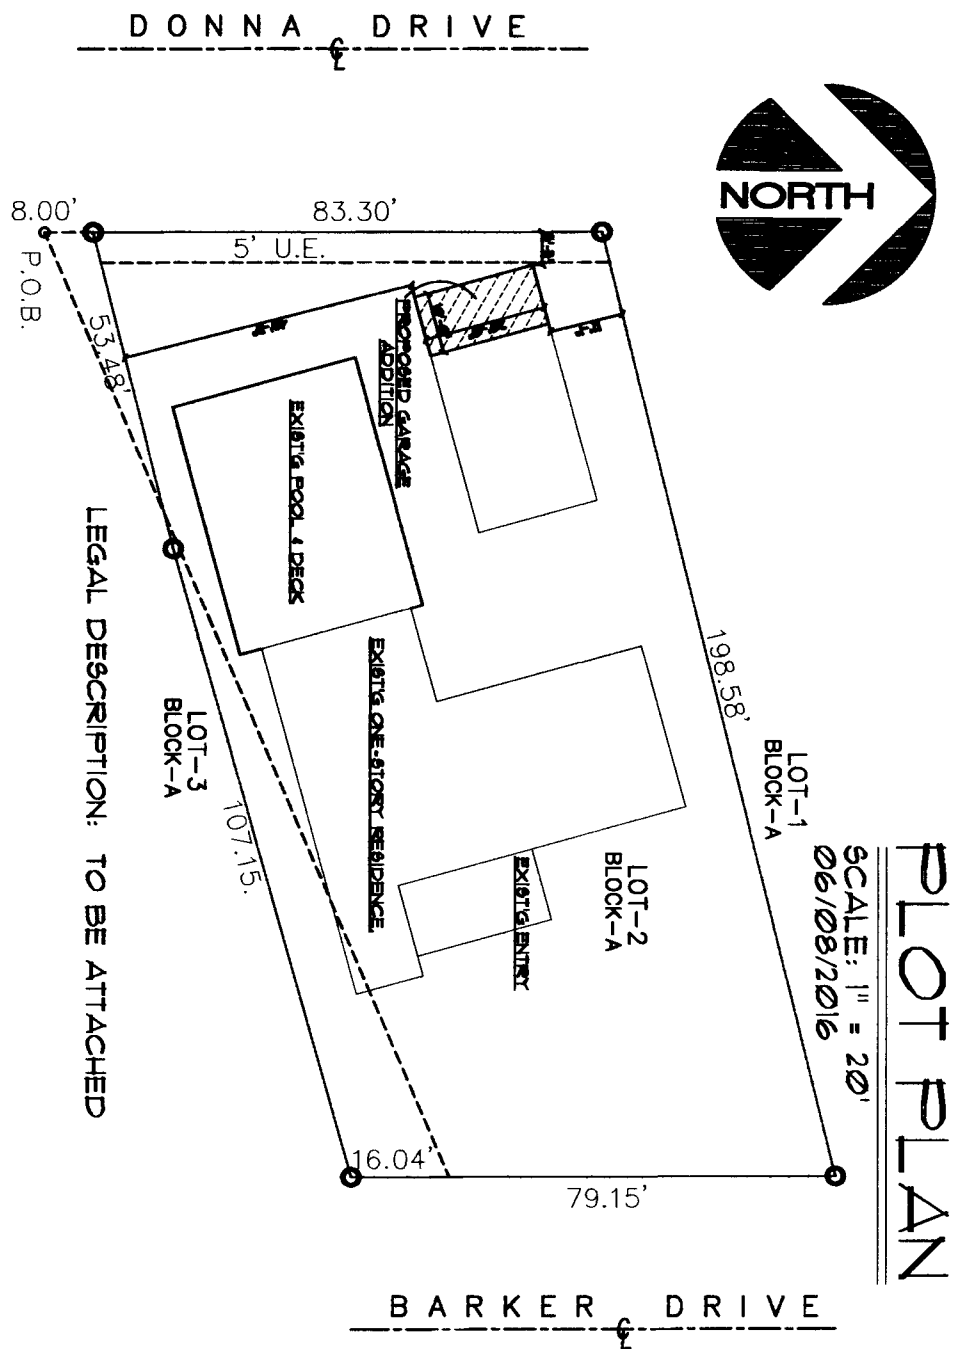 DONNA DRIVE
NORTH
8.00'
83.30'
5' U.E.
P.O.B.
53.48'
PROPOSED GARAGE
ADDITION
EXIST'G POOL & DECK
198.58'
EXIST'G ONE-STORY RESIDENCE
LOT-1
BLOCK-A
LOT-3
BLOCK-A
107.15.
EXIST'G ENTRY
LOT-2
BLOCK-A
LEGAL DESCRIPTION: TO BE ATTACHED
16.04'
79.15'
PLOT PLAN
SCALE: 1" = 20'
06/08/2016
BARKER DRIVE